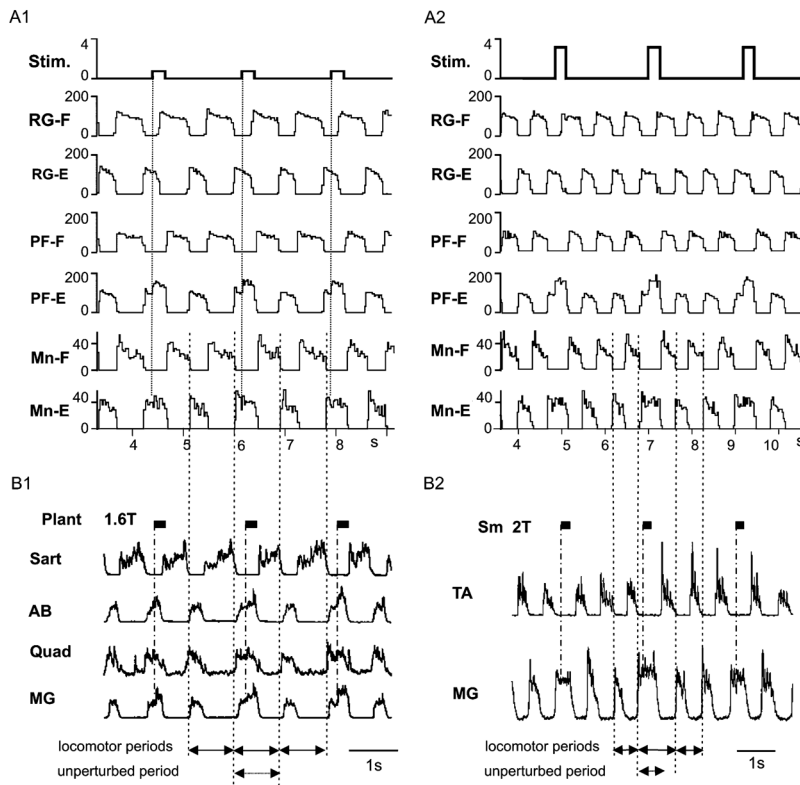 A1
4
Stim.
0
200
RG-F
0
200
RG-E
0
200
PF-F
0
200
PF-E
0
40
Mn-F
0
40
Mn-E
0
4 5 6 7 8 s
A2
4
Stim.
0
200
RG-F
0
200
RG-E
0
200
PF-F
0
200
PF-E
0
40
Mn-F
0
40
Mn-E
0
4 5 6 7 8 9 10 s
B1
Plant 1.6T
Sart
AB
Quad
MG
locomotor periods
unperturbed period
1s
B2
Sm 2T
TA
MG
locomotor periods
unperturbed period
1s